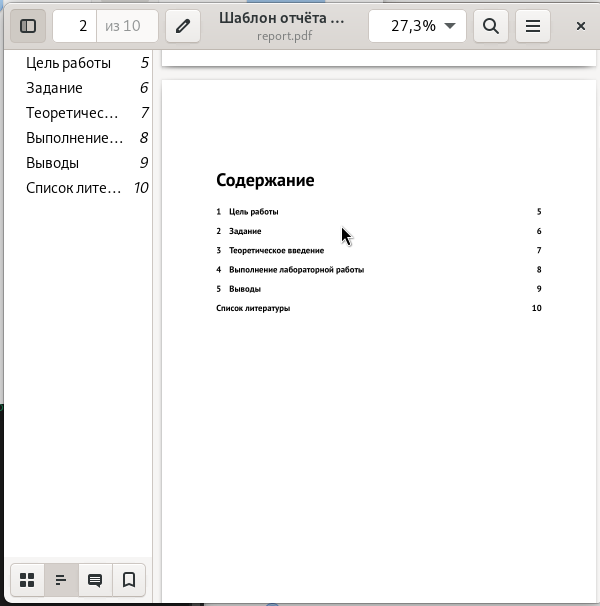 2 из 10
Шаблон отчёта ...
report.pdf
27,3%
Цель работы 5
Задание 6
Теоретичес... 7
Выполнение... 8
Выводы 9
Список лите... 10
Содержание
1 Цель работы 5
2 Задание 6
3 Теоретическое введение 7
4 Выполнение лабораторной работы 8
5 Выводы 9
Список литературы 10